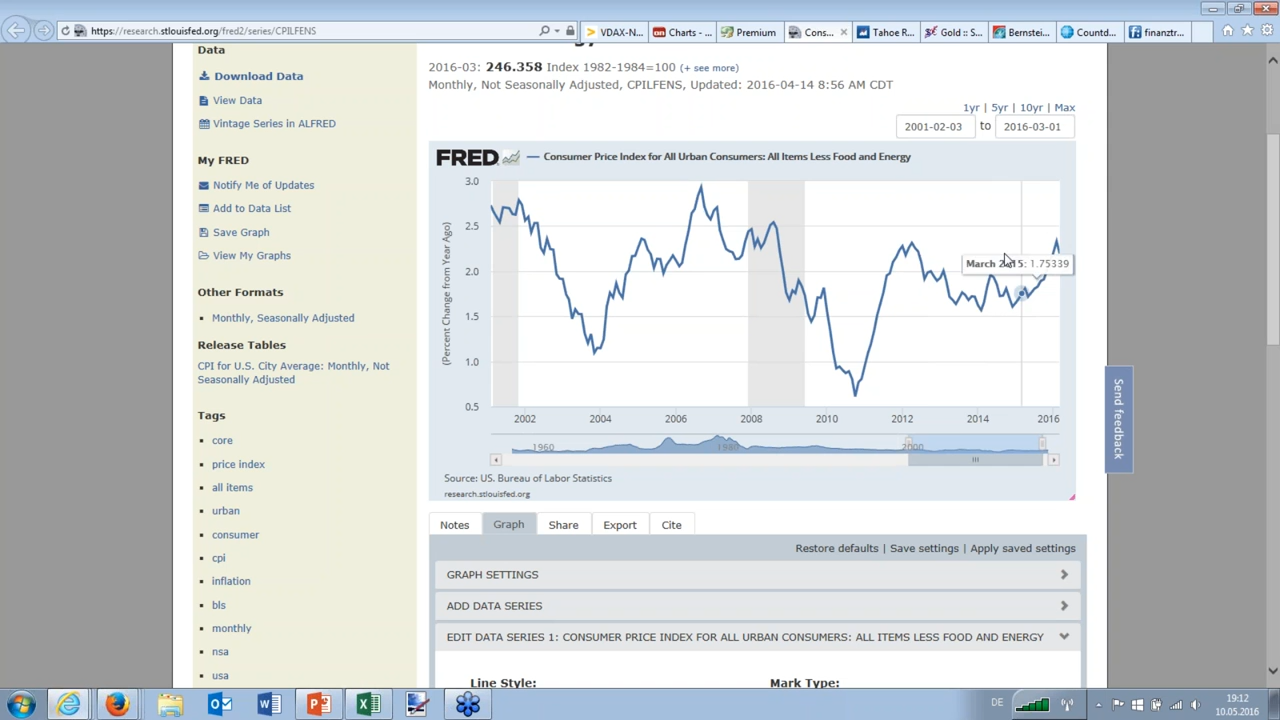 https://research.stlouisfed.org/fred2/series/CPILFENS
VDAX-N...
Charts - ...
Premium
Cons...
Tahoe R...
Gold :: S...
Bernstei...
Countd...
finanztr...
Data
Download Data
View Data
Vintage Series in ALFRED
My FRED
Notify Me of Updates
Add to Data List
Save Graph
View My Graphs
Other Formats
Monthly, Seasonally Adjusted
Release Tables
CPI for U.S. City Average: Monthly, Not
Seasonally Adjusted
Tags
core
price index
all items
urban
consumer
cpi
inflation
bls
monthly
nsa
usa
2016-03: 246.358 Index 1982-1984=100 (+ see more)
Monthly, Not Seasonally Adjusted, CPILFENS, Updated: 2016-04-14 8:56 AM CDT
1yr | 5yr | 10yr | Max
2001-02-03 to 2016-03-01
FRED
Consumer Price Index for All Urban Consumers: All Items Less Food and Energy
(Percent Change from Year Ago)
3.0
2.5
2.0
1.5
1.0
0.5
March 2015: 1.75339
2002 2004 2006 2008 2010 2012 2014 2016
1960 1980 2000
Source: US. Bureau of Labor Statistics
research.stlouisfed.org
Notes Graph Share Export Cite
Restore defaults | Save settings | Apply saved settings
GRAPH SETTINGS
ADD DATA SERIES
EDIT DATA SERIES 1: CONSUMER PRICE INDEX FOR ALL URBAN CONSUMERS: ALL ITEMS LESS FOOD AND ENERGY
Line Style: Mark Type:
Send feedback
DE
19:12
10.05.2016